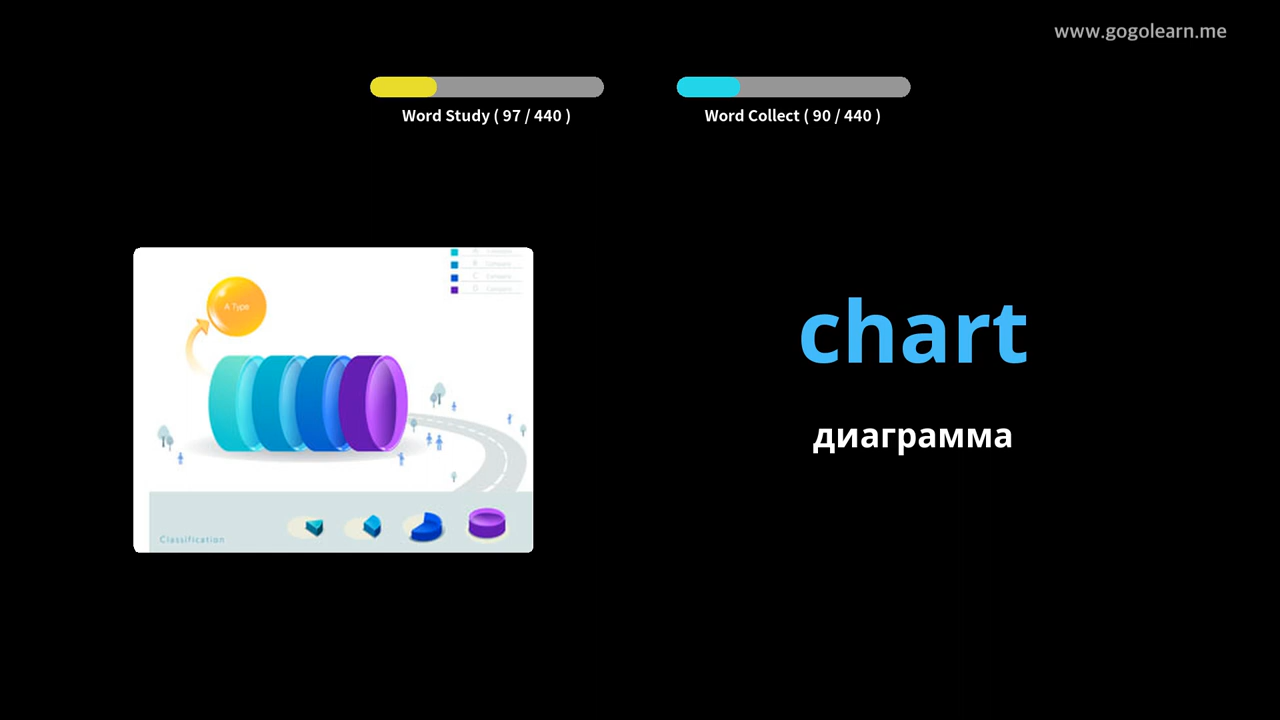 www.gogolearn.me
Word Study ( 97 / 440 )
Word Collect ( 90 / 440 )
A Type
chart
диаграмма
Classification